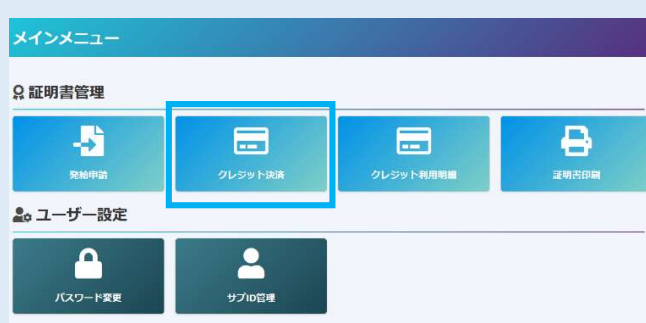 メインメニュー
証明書管理
発給申請
クレジット決済
クレジット利用明細
証明書印刷
ユーザー設定
パスワード変更
サブID管理